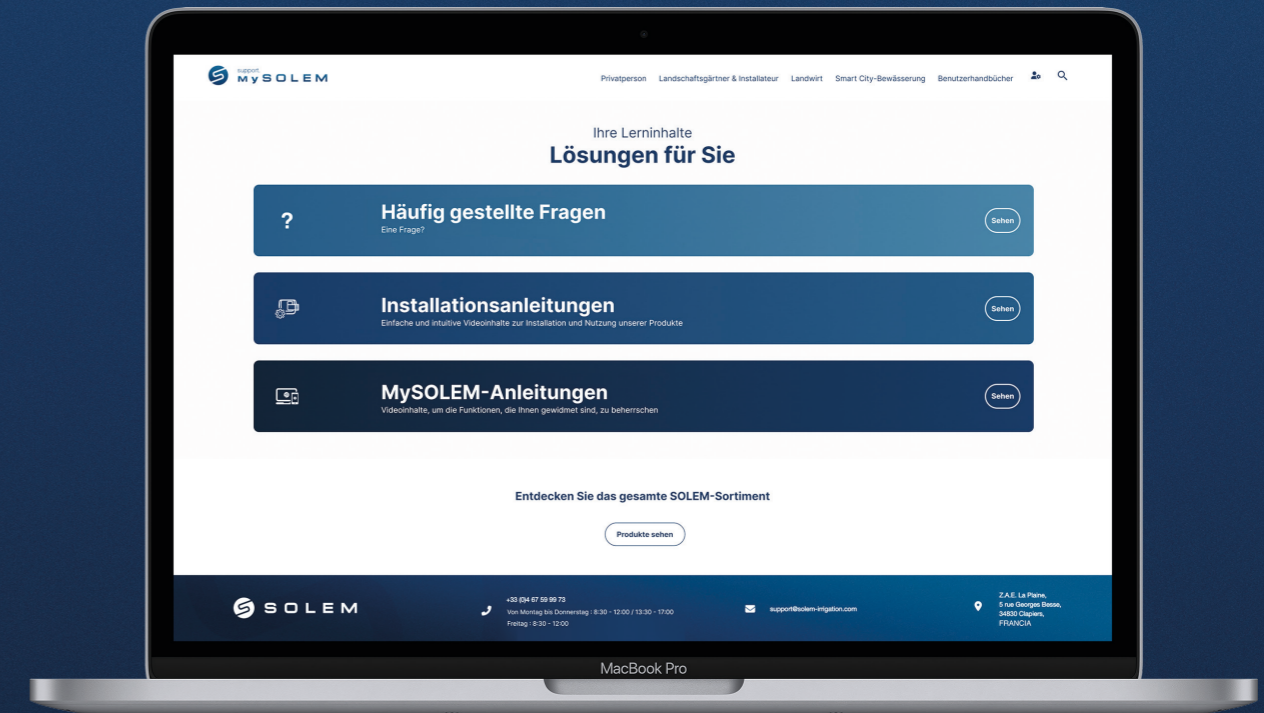 support
MySOLEM
Privatperson Landschaftsgärtner & Installateur Landwirt Smart City-Bewässerung Benutzerhandbücher
Ihre Lerninhalte
Lösungen für Sie
?
Häufig gestellte Fragen
Eine Frage?
Sehen
Installationsanleitungen
Einfache und intuitive Videoinhalte zur Installation und Nutzung unserer Produkte
Sehen
MySOLEM-Anleitungen
Videoinhalte, um die Funktionen, die Ihnen gewidmet sind, zu beherrschen
Sehen
Entdecken Sie das gesamte SOLEM-Sortiment
Produkte sehen
SOLEM
+33 (0)4 67 59 99 73
Von Montag bis Donnerstag : 8:30 - 12:00 / 13:30 - 17:00
Freitag : 8:30 - 12:00
support@solem-irrigation.com
Z.A.E. La Plaine,
5 rue Georges Besse,
34830 Clapiers,
FRANCIA
MacBook Pro